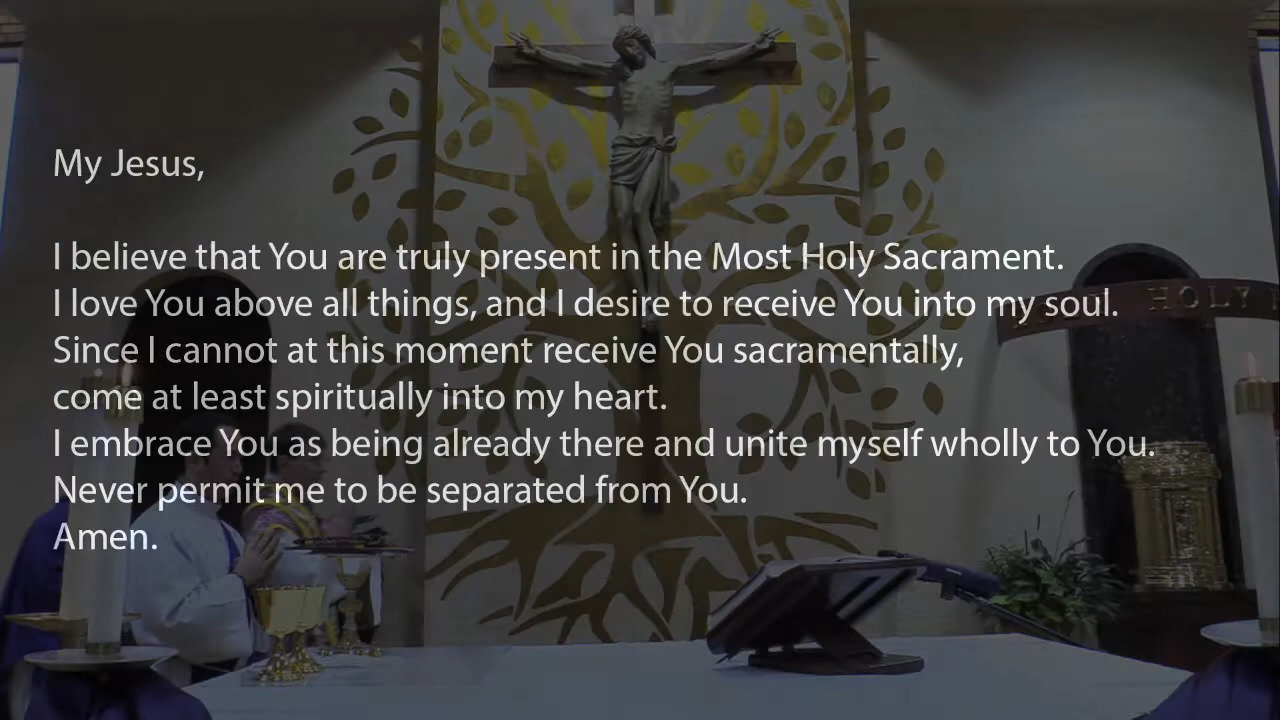 My Jesus,
I believe that You are truly present in the Most Holy Sacrament.
I love You above all things, and I desire to receive You into my soul.
Since I cannot at this moment receive You sacramentally,
come at least spiritually into my heart.
I embrace You as being already there and unite myself wholly to You.
Never permit me to be separated from You.
Amen.
HOLY